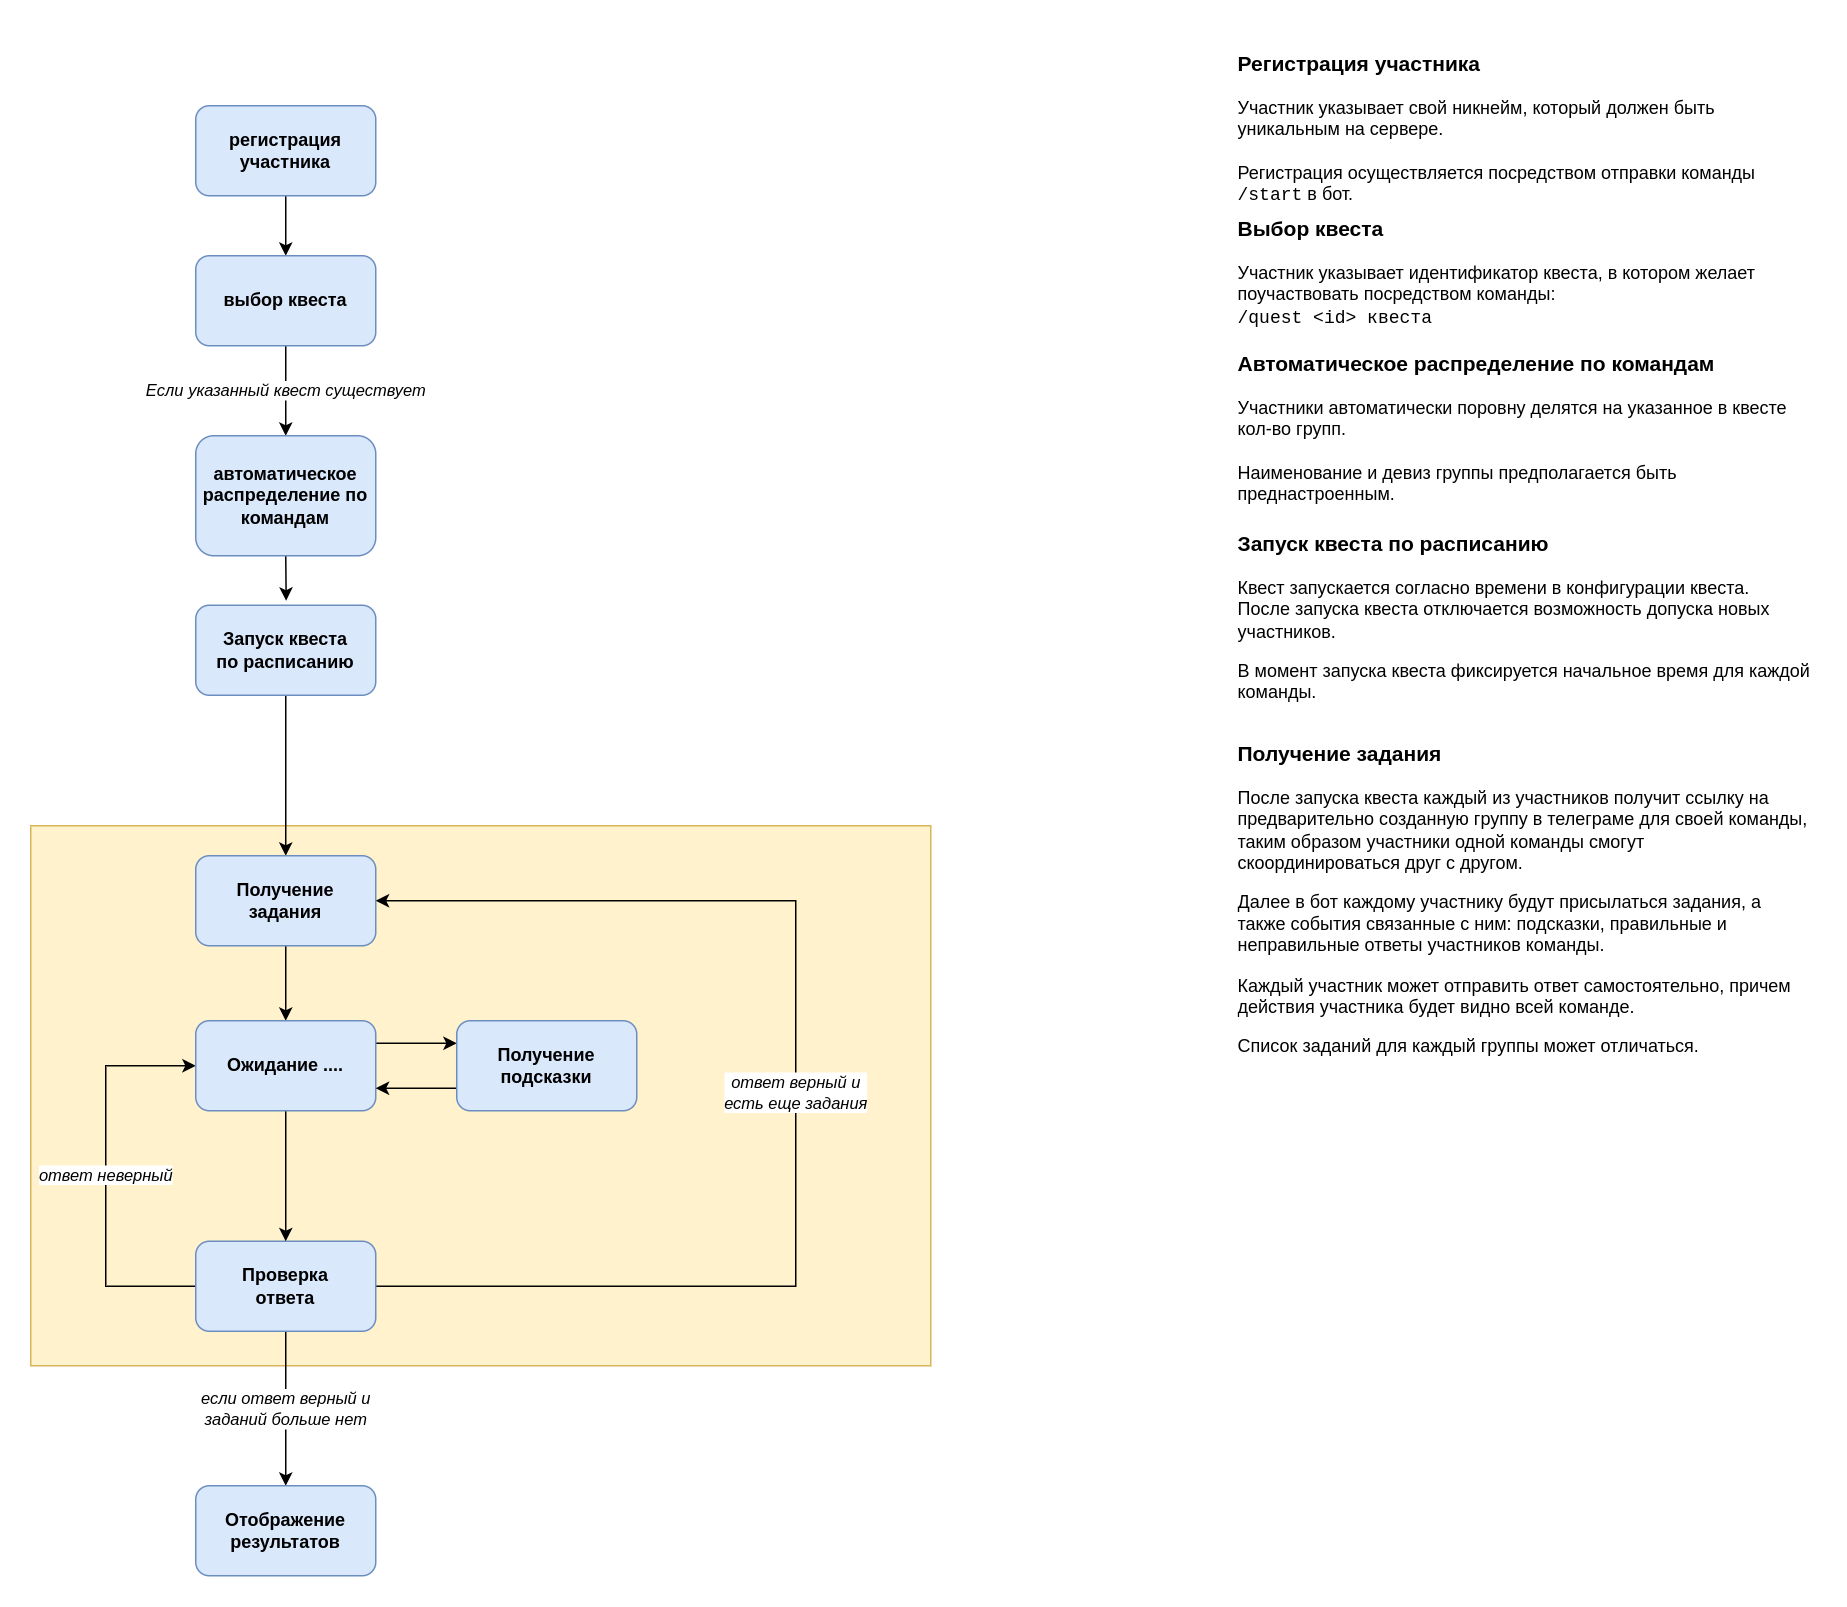 регистрация
участника
выбор квеста
Если указанный квест существует
автоматическое
распределение по
командам
Запуск квеста
по расписанию
Получение
задания
Ожидание ....
Получение
подсказки
ответ верный и
есть еще задания
ответ неверный
Проверка
ответа
если ответ верный и
заданий больше нет
Отображение
результатов
Регистрация участника
Участник указывает свой никнейм, который должен быть
уникальным на сервере.
Регистрация осуществляется посредством отправки команды
/start в бот.
Выбор квеста
Участник указывает идентификатор квеста, в котором желает
поучаствовать посредством команды:
/quest <id> квеста
Автоматическое распределение по командам
Участники автоматически поровну делятся на указанное в квесте
кол-во групп.
Наименование и девиз группы предполагается быть
преднастроенным.
Запуск квеста по расписанию
Квест запускается согласно времени в конфигурации квеста.
После запуска квеста отключается возможность допуска новых
участников.
В момент запуска квеста фиксируется начальное время для каждой
команды.
Получение задания
После запуска квеста каждый из участников получит ссылку на
предварительно созданную группу в телеграме для своей команды,
таким образом участники одной команды смогут
скоординироваться друг с другом.
Далее в бот каждому участнику будут присылаться задания, а
также события связанные с ним: подсказки, правильные и
неправильные ответы участников команды.
Каждый участник может отправить ответ самостоятельно, причем
действия участника будет видно всей команде.
Список заданий для каждый группы может отличаться.